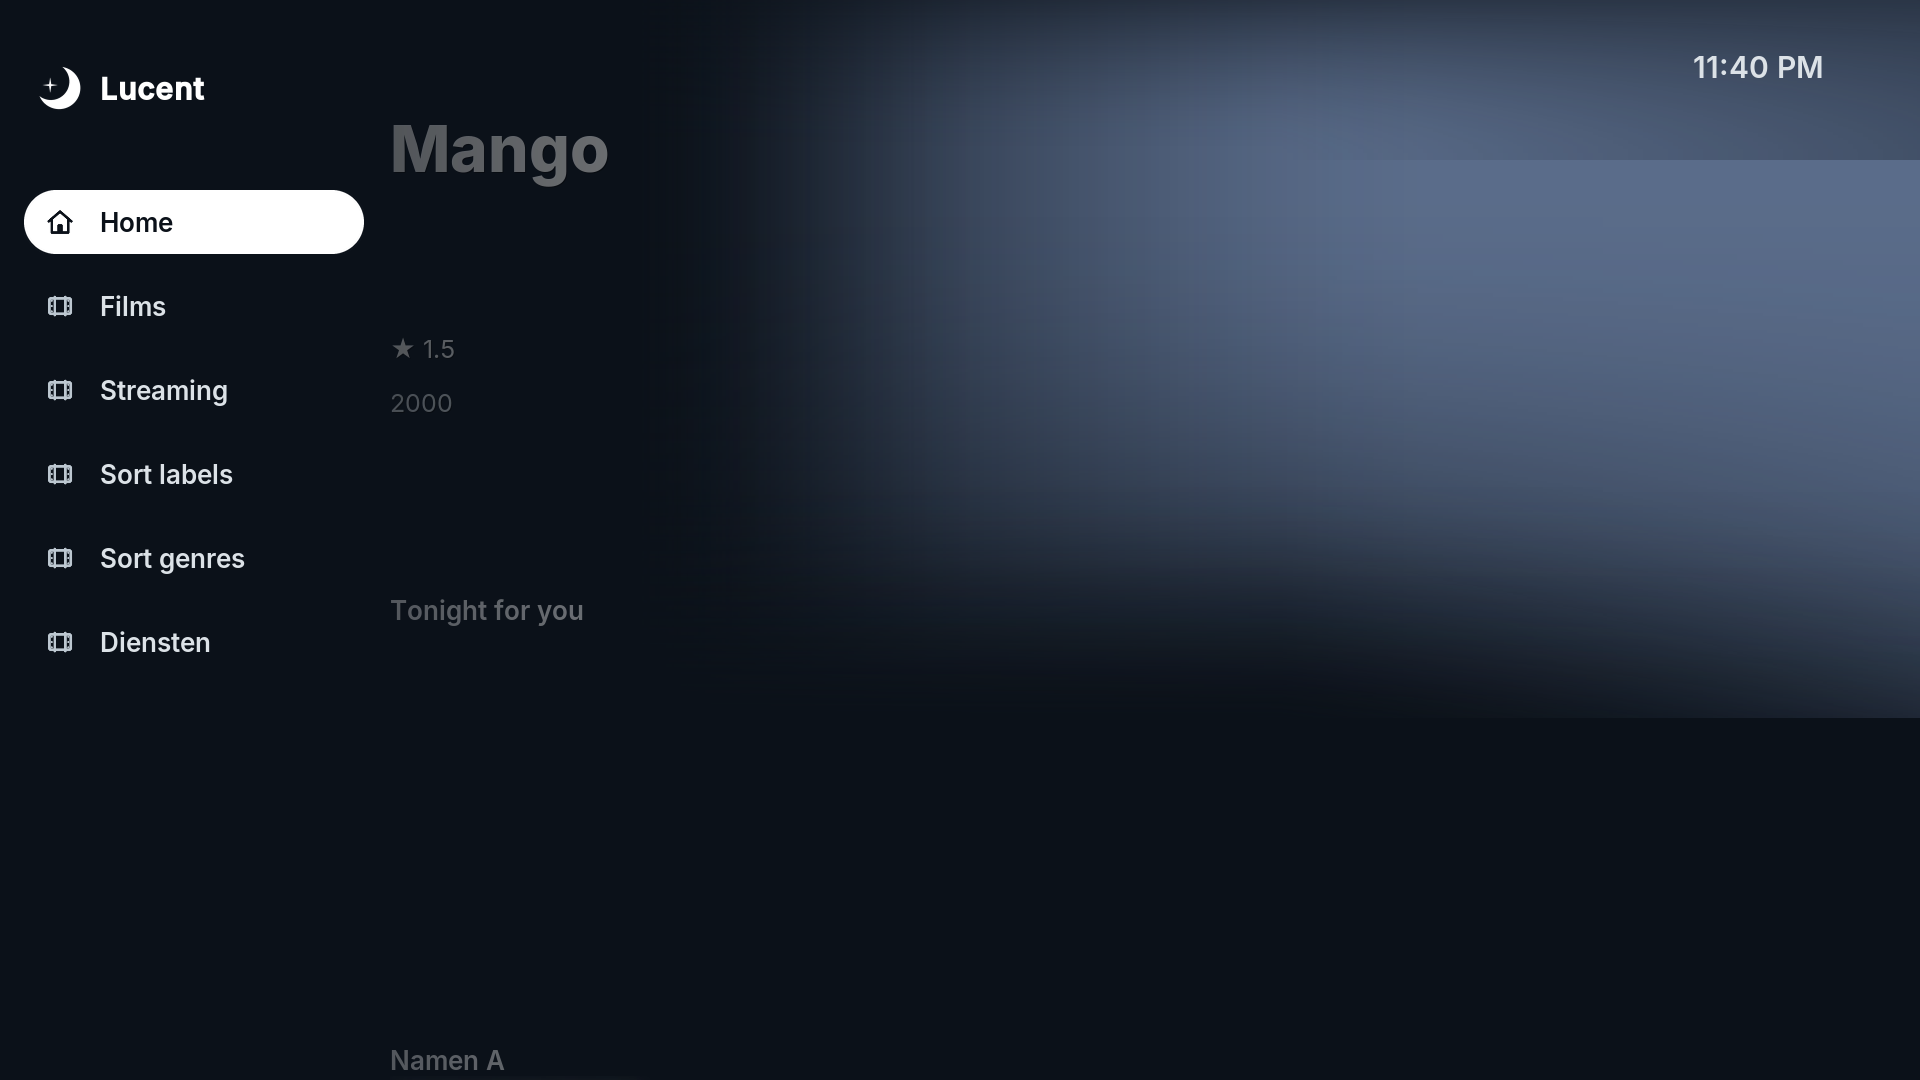 Lucent
11:40 PM
Mango
Home
Films
★ 1.5
Streaming
2000
Sort labels
Sort genres
Tonight for you
Diensten
Namen A